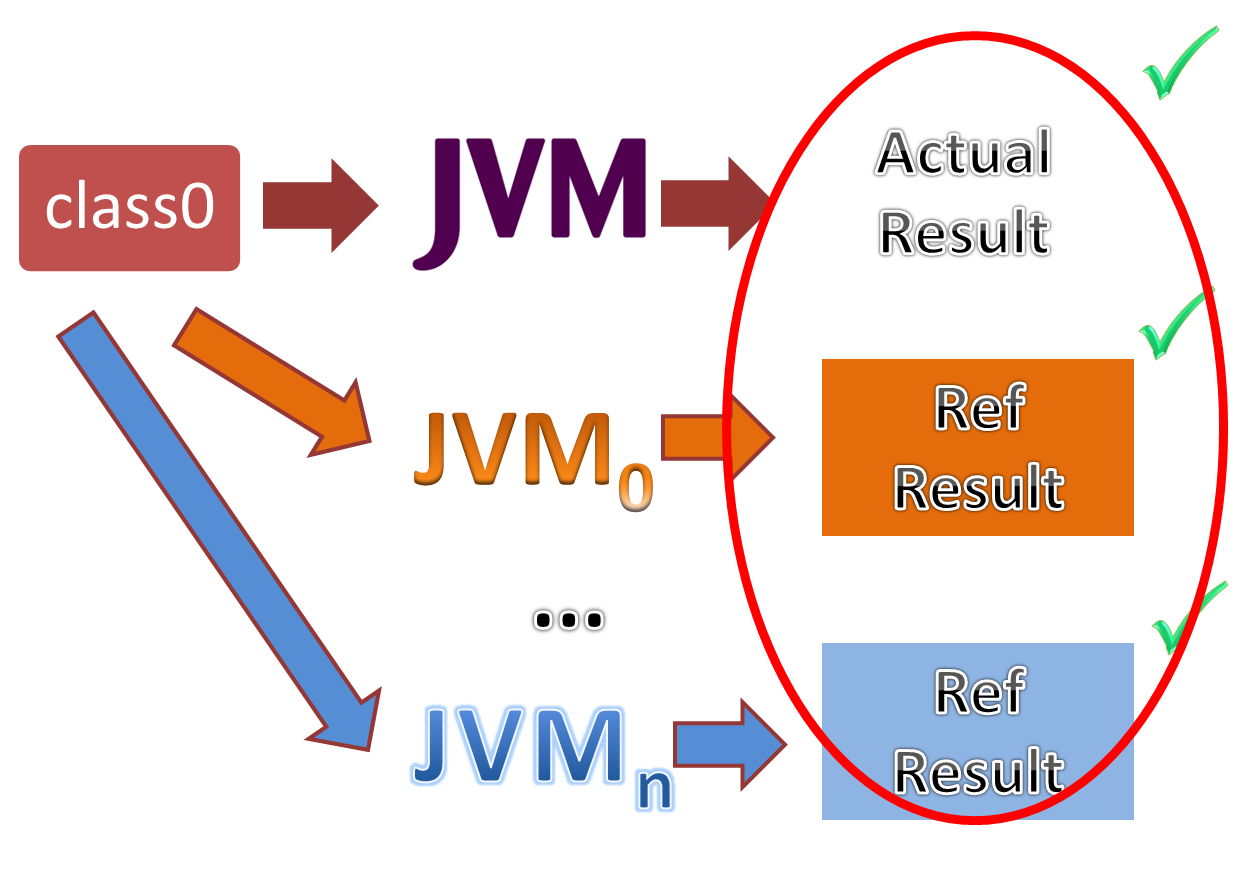 class0
JVM
Actual
Result
JVM0
Ref
Result
...
JVMn
Ref
Result